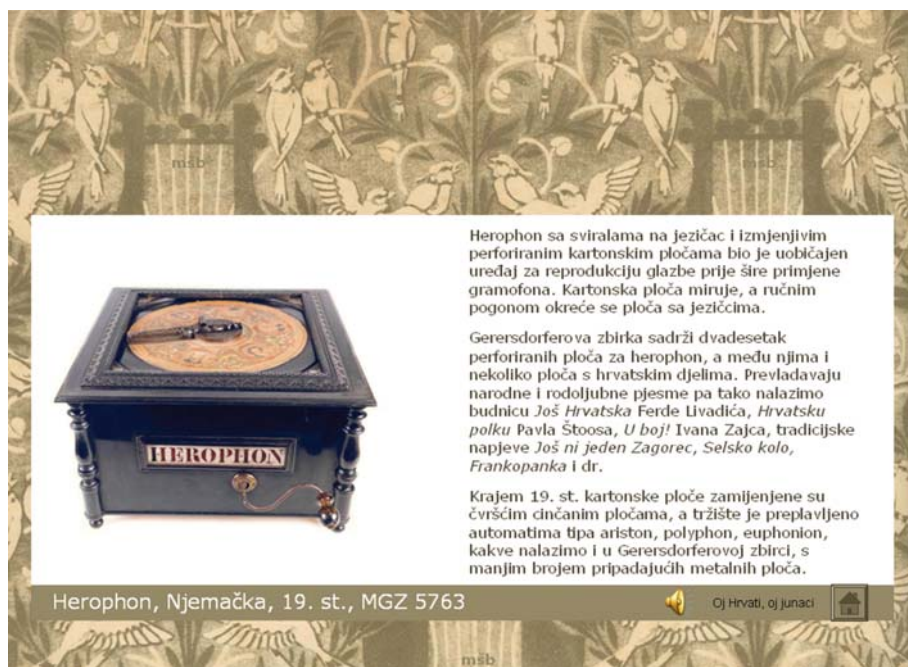 msb
msb
Herophon sa sviralama na jezičac i izmjenjivim
perforiranim kartonskim pločama bio je uobičajen
uređaj za reprodukciju glazbe prije šire primjene
gramofona. Kartonska ploča miruje, a ručnim
pogonom okreće se ploča sa jezičcima.
Gerersdorferova zbirka sadrži dvadesetak
perforiranih ploča za herophon, a među njima i
nekoliko ploča s hrvatskim djelima. Prevladavaju
narodne i rodoljubne pjesme pa tako nalazimo
budnicu Još Hrvatska Ferde Livadića, Hrvatsku
polku Pavla Štoosa, U boj! Ivana Zajca, tradicijske
napjeve Još ni jeden Zagorec, Selsko kolo,
Frankopanka i dr.
Krajem 19. st. kartonske ploče zamijenjene su
čvršćim cinčanim pločama, a tržište je preplavljeno
automatima tipa ariston, polyphon, euphonion,
kakve nalazimo i u Gerersdorferovoj zbirci, s
manjim brojem pripadajućih metalnih ploča.
HEROPHON
Herophon, Njemačka, 19. st., MGZ 5763
Oj Hrvati, oj junaci
msb